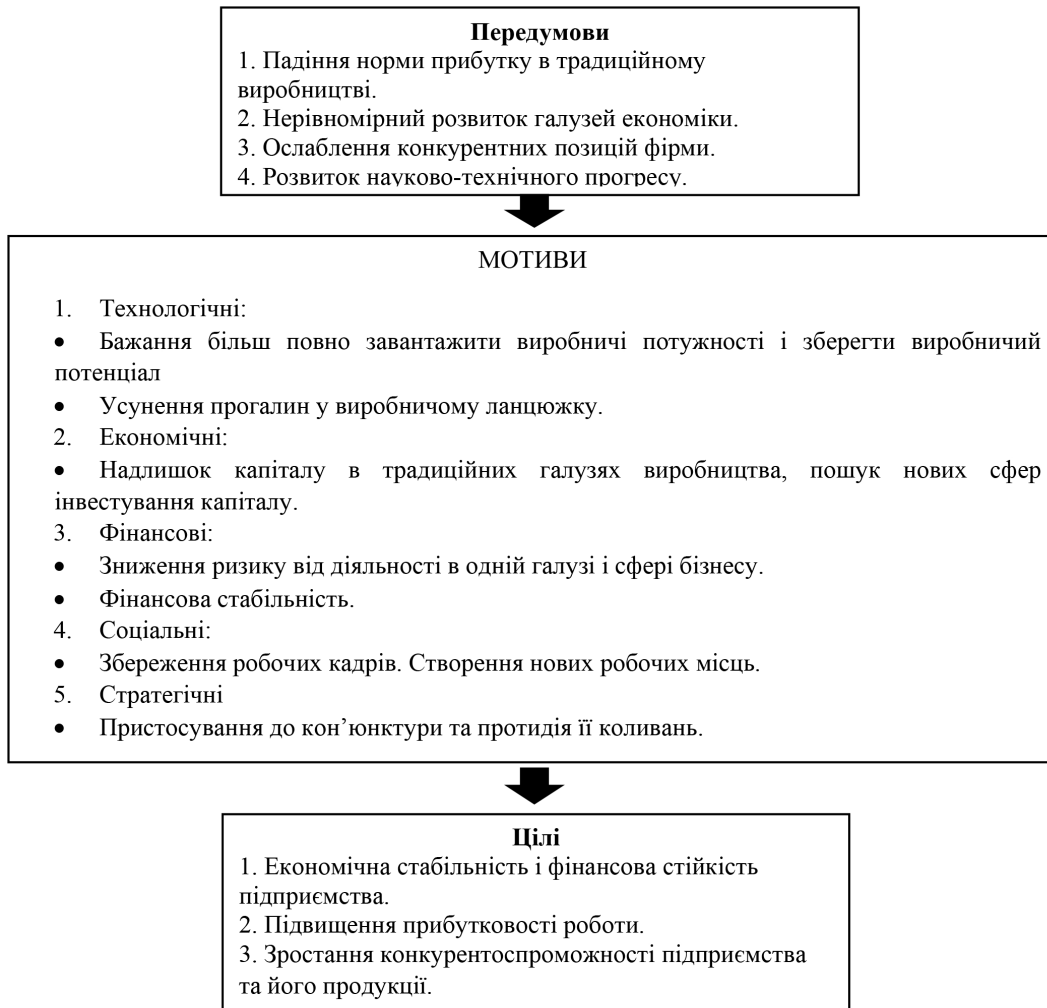 Передумови
1. Падіння норми прибутку в традиційному
виробництві.
2. Нерівномірний розвиток галузей економіки.
3. Ослаблення конкурентних позицій фірми.
4. Розвиток науково-технічного прогресу.
МОТИВИ
1. Технологічні:
• Бажання більш повно завантажити виробничі потужності і зберегти виробничий
потенціал
• Усунення прогалин у виробничому ланцюжку.
2. Економічні:
• Надлишок капіталу в традиційних галузях виробництва, пошук нових сфер
інвестування капіталу.
3. Фінансові:
• Зниження ризику від діяльності в одній галузі і сфері бізнесу.
• Фінансова стабільність.
4. Соціальні:
• Збереження робочих кадрів. Створення нових робочих місць.
5. Стратегічні
• Пристосування до кон’юнктури та протидія її коливань.
Цілі
1. Економічна стабільність і фінансова стійкість
підприємства.
2. Підвищення прибутковості роботи.
3. Зростання конкурентоспроможності підприємства
та його продукції.